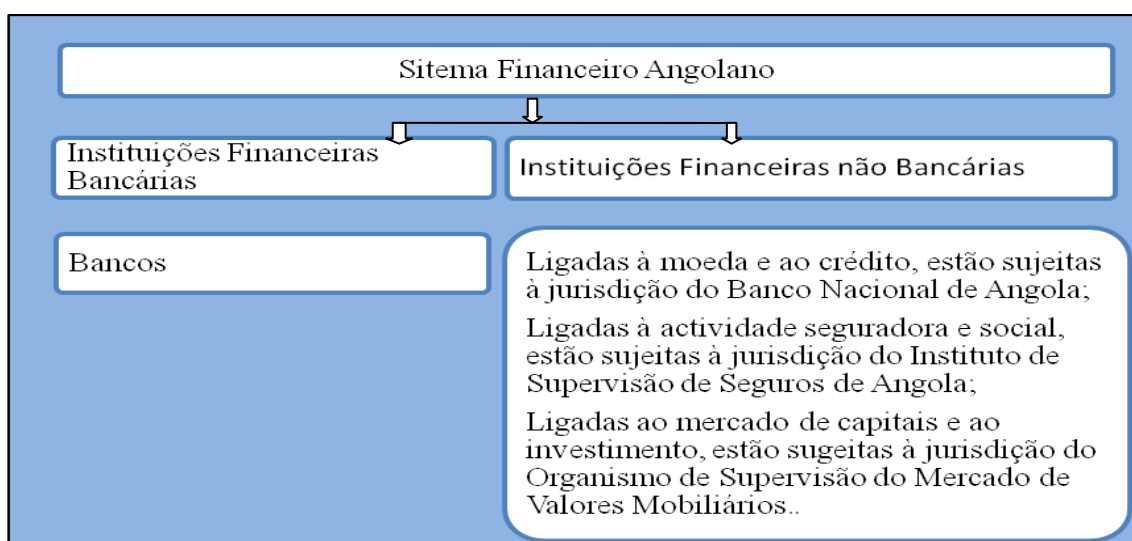 Sitema Financeiro Angolano
Instituições Financeiras
Bancárias
Instituições Financeiras não Bancárias
Bancos
Ligadas à moeda e ao crédito, estão sujeitas
à jurisdição do Banco Nacional de Angola;
Ligadas à actividade seguradora e social,
estão sujeitas à jurisdição do Instituto de
Supervisão de Seguros de Angola;
Ligadas ao mercado de capitais e ao
investimento, estão sugeitas à jurisdição do
Organismo de Supervisão do Mercado de
Valores Mobiliários..